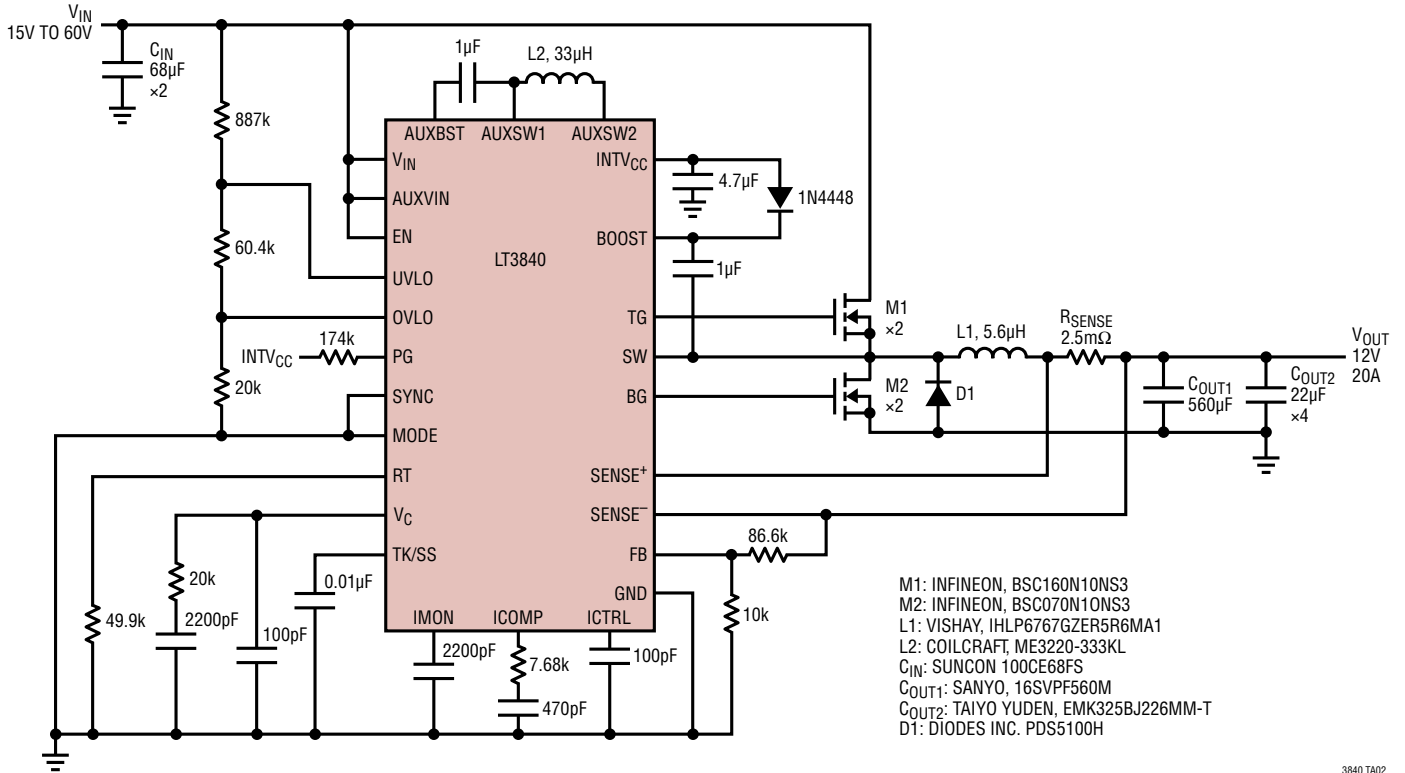 VIN
15V TO 60V
CIN
68µF
×2
1µF
L2, 33µH
887k
AUXBST
AUXSW1
AUXSW2
VIN
INTVCC
4.7µF
1N4448
AUXVIN
EN
BOOST
60.4k
LT3840
1µF
UVLO
OVLO
TG
M1
×2
INTVCC
174k
PG
SW
L1, 5.6µH
RSENSE
2.5mΩ
VOUT
12V
20A
20k
SYNC
BG
M2
×2
D1
COUT1
560µF
COUT2
22µF
×4
MODE
RT
SENSE+
VC
SENSE–
86.6k
TK/SS
FB
20k
0.01µF
GND
10k
49.9k
2200pF
100pF
IMON
ICOMP
ICTRL
2200pF
7.68k
100pF
470pF
M1: INFINEON, BSC160N10NS3
M2: INFINEON, BSC070N1ONS3
L1: VISHAY, IHLP6767GZER5R6MA1
L2: COILCRAFT, ME3220-333KL
CIN: SUNCON 100CE68FS
COUT1: SANYO, 16SVPF560M
COUT2: TAIYO YUDEN, EMK325BJ226MM-T
D1: DIODES INC. PDS5100H
3840 TA02